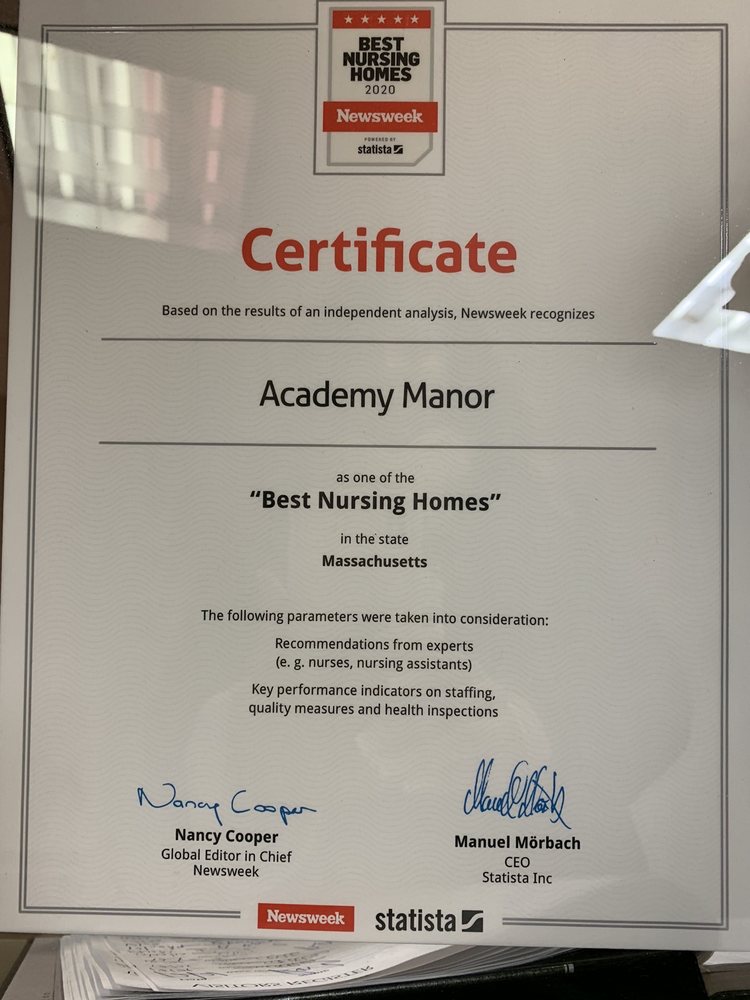 BEST
NURSING
HOMES
2020
Newsweek
POWERED BY
statista
Certificate
Based on the results of an independent analysis, Newsweek recognizes
Academy Manor
as one of the
“Best Nursing Homes”
in the state
Massachusetts
The following parameters were taken into consideration:
Recommendations from experts
(e. g. nurses, nursing assistants)
Key performance indicators on staffing,
quality measures and health inspections
Nancy Cooper
Nancy Cooper
Global Editor in Chief
Newsweek
Manuel Mörbach
CEO
Statista Inc
Newsweek
statista
VISITORS REGISTER